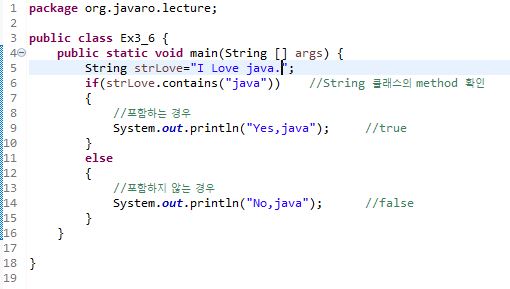 1 package org.javaro.lecture;
2
3 public class Ex3_6 {
4     public static void main(String [] args) {
5         String strLove="I Love java.";
6         if(strLove.contains("java"))    //String 클래스의 method 확인
7         {
8             //포함하는 경우
9             System.out.println("Yes,java");     //true
10         }
11         else
12         {
13             //포함하지 않는 경우
14             System.out.println("No,java");      //false
15         }
16     }
17
18 }
19